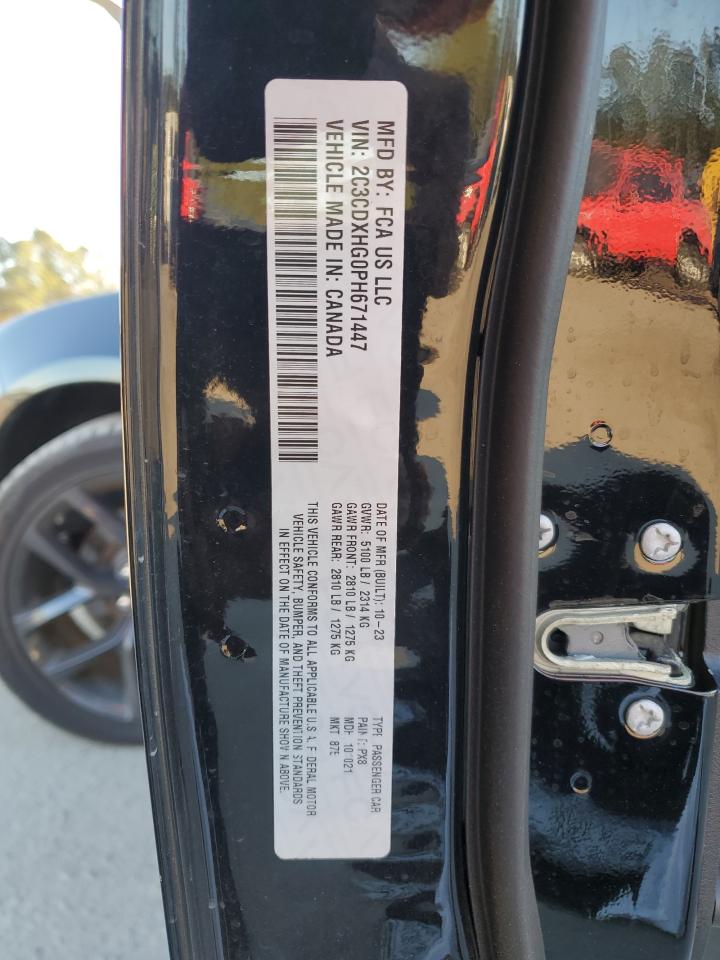 MFD BY: FCA US LLC
VIN: 2C3CDXHG0PH671447
VEHICLE MADE IN: CANADA
DATE OF MFR (BUILT): 10-23
GVWR: 5100 LB / 2314 KG
GAWR FRONT: 2810 LB / 1275 KG
GAWR REAR: 2810 LB / 1275 KG
TYPE: PASSENGER CAR
PAINT: PX8
MDH
MKT
THIS VEHICLE CONFORMS TO ALL APPLICABLE U.S.A. FEDERAL MOTOR
VEHICLE SAFETY, BUMPER, AND THEFT PREVENTION STANDARDS
IN EFFECT ON THE DATE OF MANUFACTURE SHOWN ABOVE.